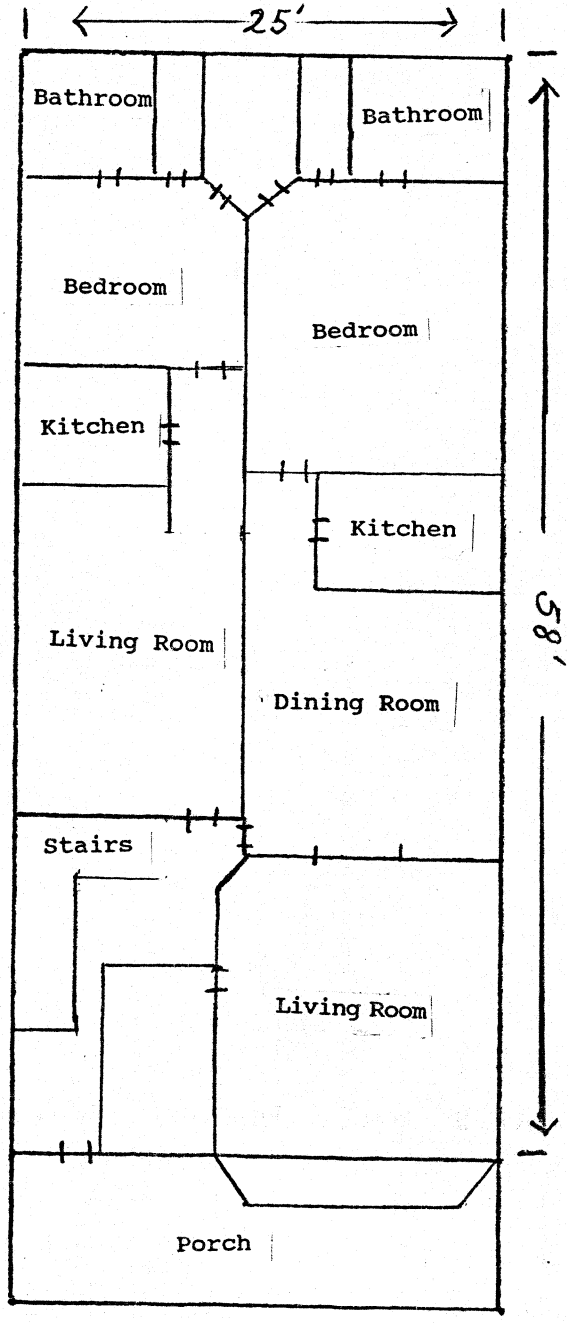 25'
Bathroom
Bathroom
Bedroom
Bedroom
Kitchen
Kitchen
58'
Living Room
Dining Room
Stairs
Living Room
Porch